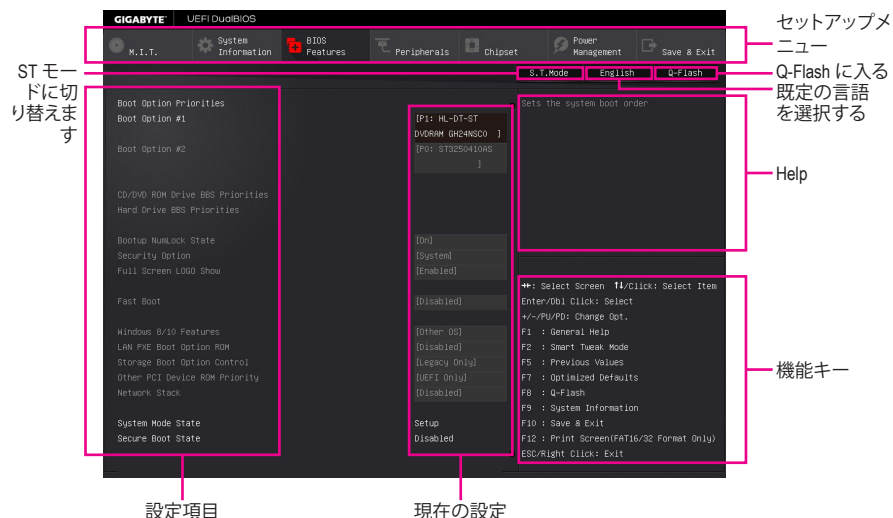 GIGABYTE™ UEFI DualBIOS
M.I.T.
System Information
BIOS Features
Peripherals
Chipset
Power Management
Save & Exit
セットアップメ
ニュー
ST モー
ドに切
り替えま
す
S.T.Mode English Q-Flash
Q-Flash に入る
既定の言語
を選択する
Boot Option Priorities
Boot Option #1 [P1: HL-DT-ST
DVDRAM GH24NSC0 ]
Boot Option #2 [P0: ST3250410AS
]
CD/DVD ROM Drive BBS Priorities
Hard Drive BBS Priorities
Bootup NumLock State [On]
Security Option [System]
Full Screen LOGO Show [Enabled]
Fast Boot [Disabled]
Windows 8/10 Features [Other OS]
LAN PXE Boot Option ROM [Disabled]
Storage Boot Option Control [Legacy Only]
Other PCI Device ROM Priority [UEFI Only]
Network Stack [Disabled]
System Mode State Setup
Secure Boot State Disabled
Sets the system boot order
Help
→←: Select Screen ↑↓/Click: Select Item
Enter/Dbl Click: Select
+/-/PU/PD: Change Opt.
F1 : General Help
F2 : Smart Tweak Mode
F5 : Previous Values
F7 : Optimized Defaults
F8 : Q-Flash
F9 : System Information
F10 : Save & Exit
F12 : Print Screen(FAT16/32 Format Only)
ESC/Right Click: Exit
機能キー
設定項目
現在の設定